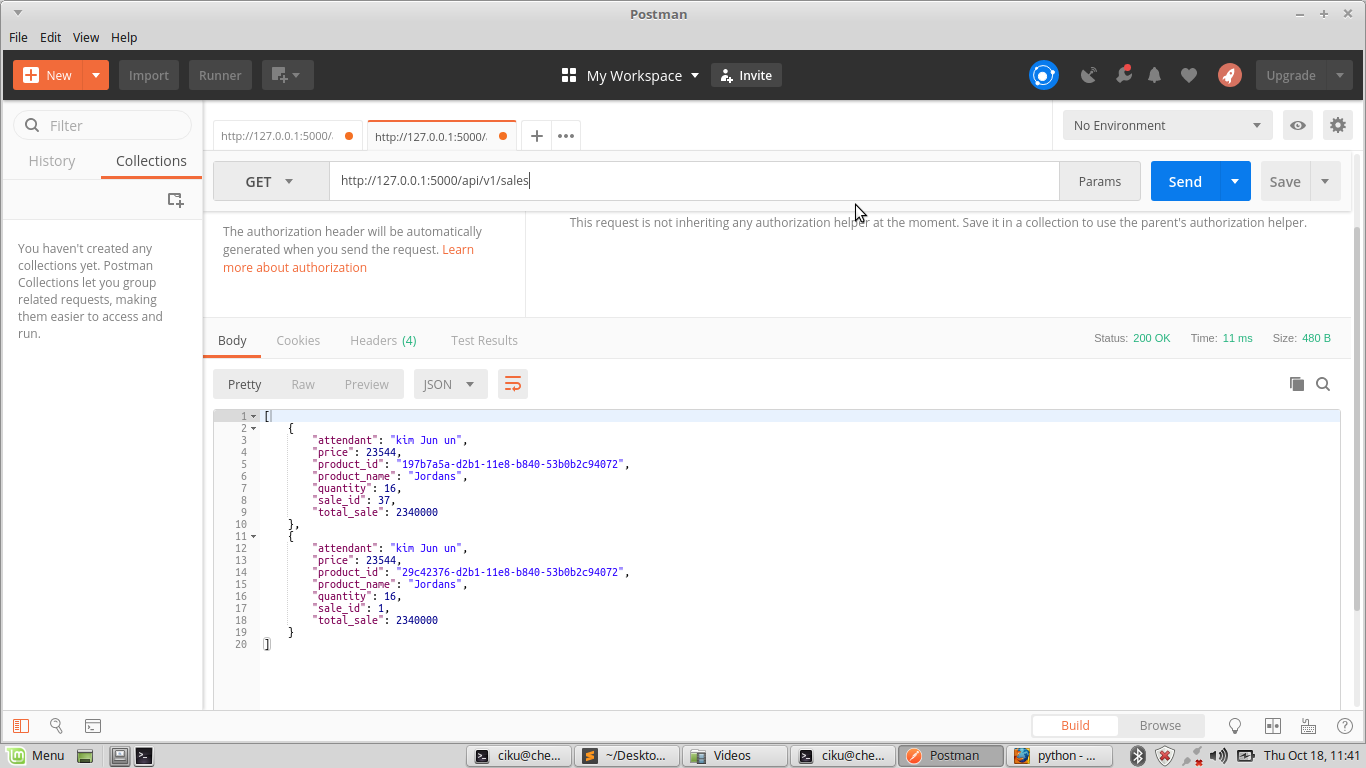 Postman
File Edit View Help
New Import Runner My Workspace Invite Upgrade
Filter
History Collections
You haven't created any
collections yet. Postman
Collections let you group
related requests, making
them easier to access and
run.
http://127.0.0.1:5000/ http://127.0.0.1:5000/ No Environment
GET http://127.0.0.1:5000/api/v1/sales Params Send Save
The authorization header will be automatically
generated when you send the request. Learn
more about authorization
This request is not inheriting any authorization helper at the moment. Save it in a collection to use the parent's authorization helper.
Body Cookies Headers (4) Test Results Status: 200 OK Time: 11 ms Size: 480 B
Pretty Raw Preview JSON
1 [
2 {
3 "attendant": "kim Jun un",
4 "price": 23544,
5 "product_id": "197b7a5a-d2b1-11e8-b840-53b0b2c94072",
6 "product_name": "Jordans",
7 "quantity": 16,
8 "sale_id": 37,
9 "total_sale": 2340000
10 },
11 {
12 "attendant": "kim Jun un",
13 "price": 23544,
14 "product_id": "29c42376-d2b1-11e8-b840-53b0b2c94072",
15 "product_name": "Jordans",
16 "quantity": 16,
17 "sale_id": 1,
18 "total_sale": 2340000
19 }
20 ]
Build Browse
Menu ciku@che... ~/Deskto... Videos ciku@che... Postman python - ... Thu Oct 18, 11:41